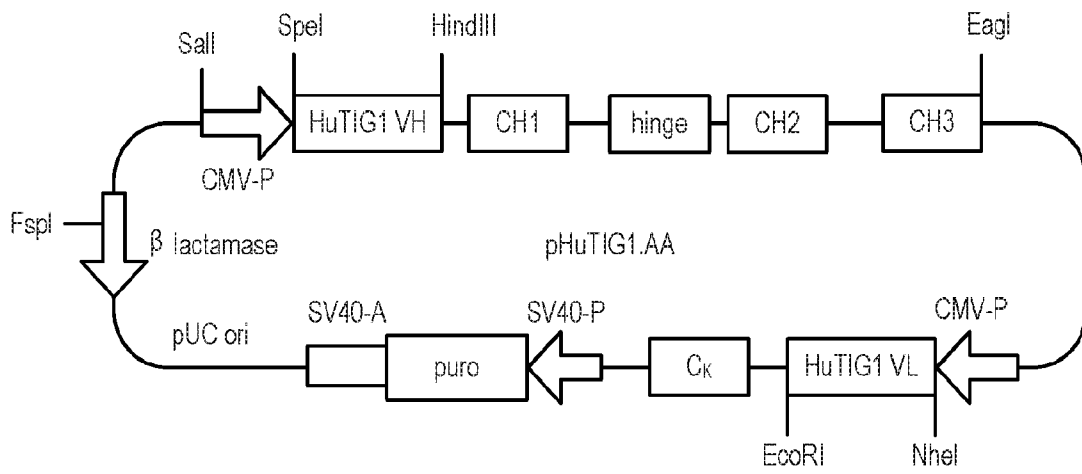 SpeI
HindIII
EagI
SalI
HuTIG1 VH
CH1
hinge
CH2
CH3
CMV-P
FspI
β lactamase
pHuTIG1.AA
SV40-A
SV40-P
CMV-P
pUC ori
puro
CK
HuTIG1 VL
EcoRI
NheI